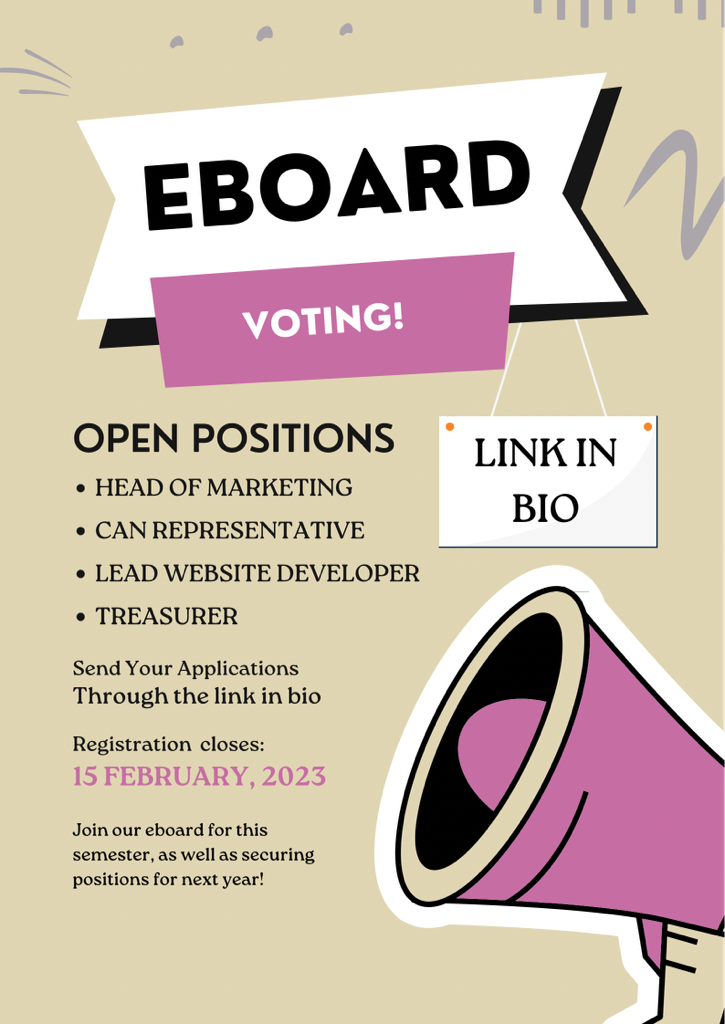 EBOARD
VOTING!
OPEN POSITIONS
• HEAD OF MARKETING
• CAN REPRESENTATIVE
• LEAD WEBSITE DEVELOPER
• TREASURER
LINK IN
BIO
Send Your Applications
Through the link in bio
Registration closes:
15 FEBRUARY, 2023
Join our eboard for this
semester, as well as securing
positions for next year!